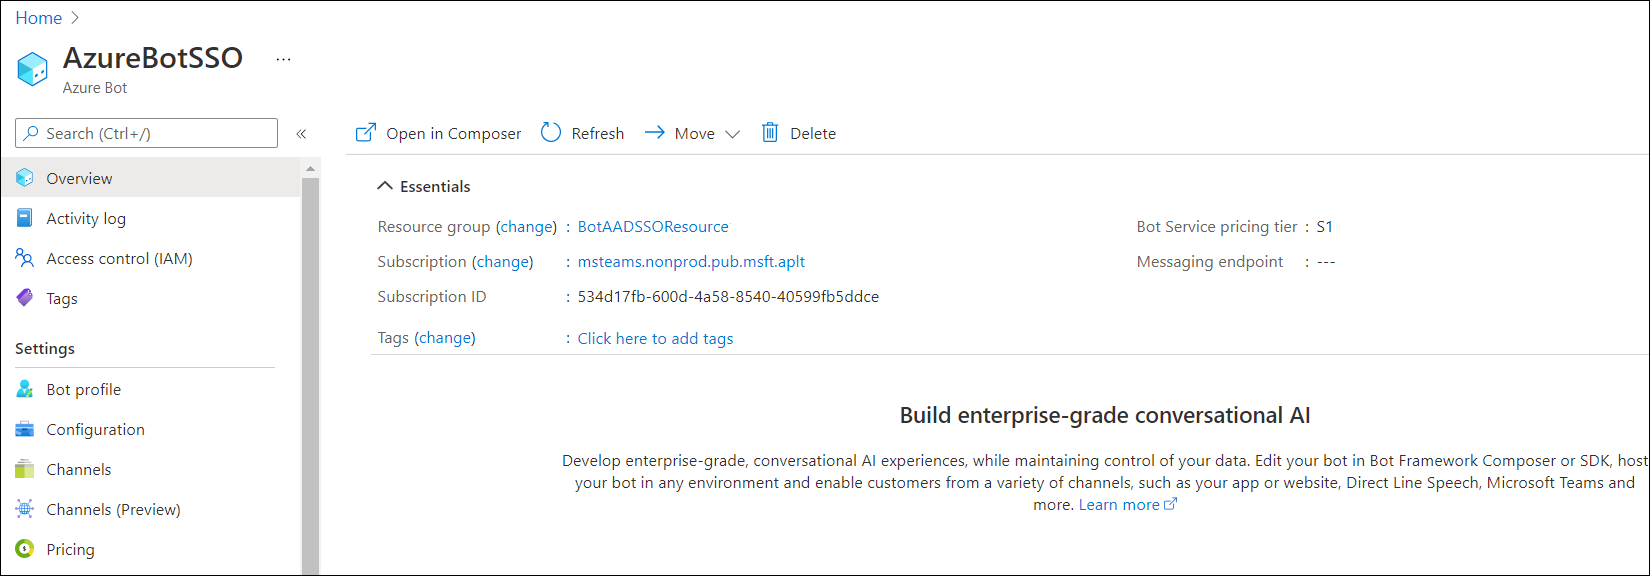 Home
AzureBotSSO ...
Azure Bot
Search (Ctrl+/) «
Open in Composer Refresh Move Delete
Overview
Activity log
Access control (IAM)
Tags
Settings
Bot profile
Configuration
Channels
Channels (Preview)
Pricing
Essentials
Resource group (change) : BotAADSSOResource
Subscription (change) : msteams.nonprod.pub.msft.aplt
Subscription ID : 534d17fb-600d-4a58-8540-40599fb5ddce
Tags (change) : Click here to add tags
Bot Service pricing tier : S1
Messaging endpoint : ---
Build enterprise-grade conversational AI
Develop enterprise-grade, conversational AI experiences, while maintaining control of your data. Edit your bot in Bot Framework Composer or SDK, host
your bot in any environment and enable customers from a variety of channels, such as your app or website, Direct Line Speech, Microsoft Teams and
more. Learn more